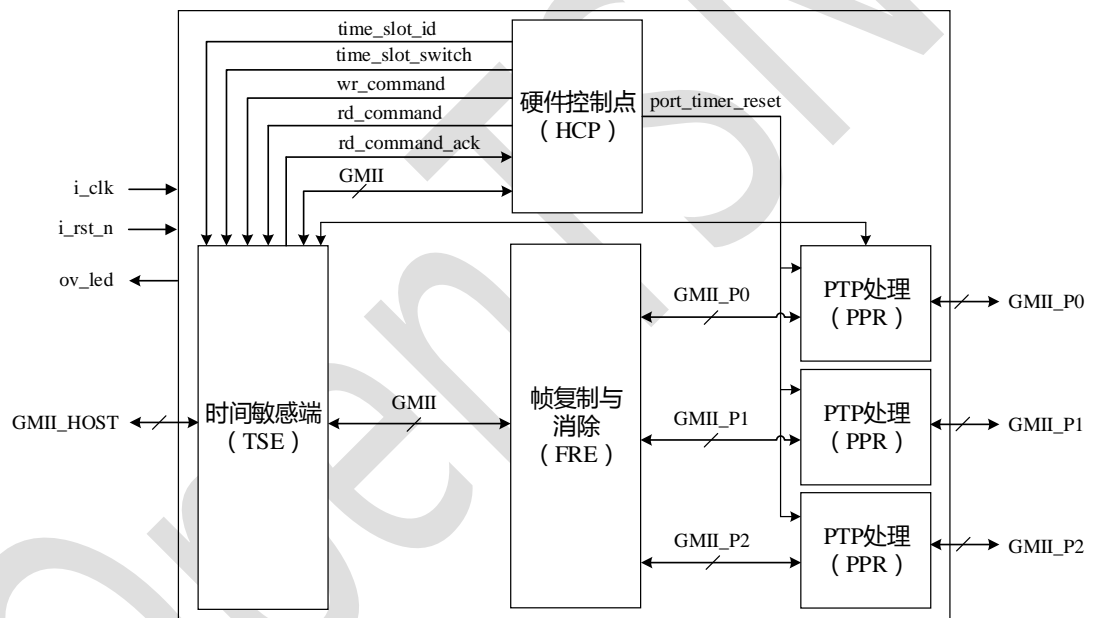 time_slot_id
time_slot_switch
wr_command
rd_command
rd_command_ack
GMII
硬件控制点
（HCP）
port_timer_reset
i_clk
i_rst_n
ov_led
GMII_HOST
时间敏感端
（TSE）
GMII
帧复制与
消除
（FRE）
GMII_P0
GMII_P1
GMII_P2
PTP处理
（PPR）
GMII_P0
PTP处理
（PPR）
GMII_P1
PTP处理
（PPR）
GMII_P2
OpenTSN